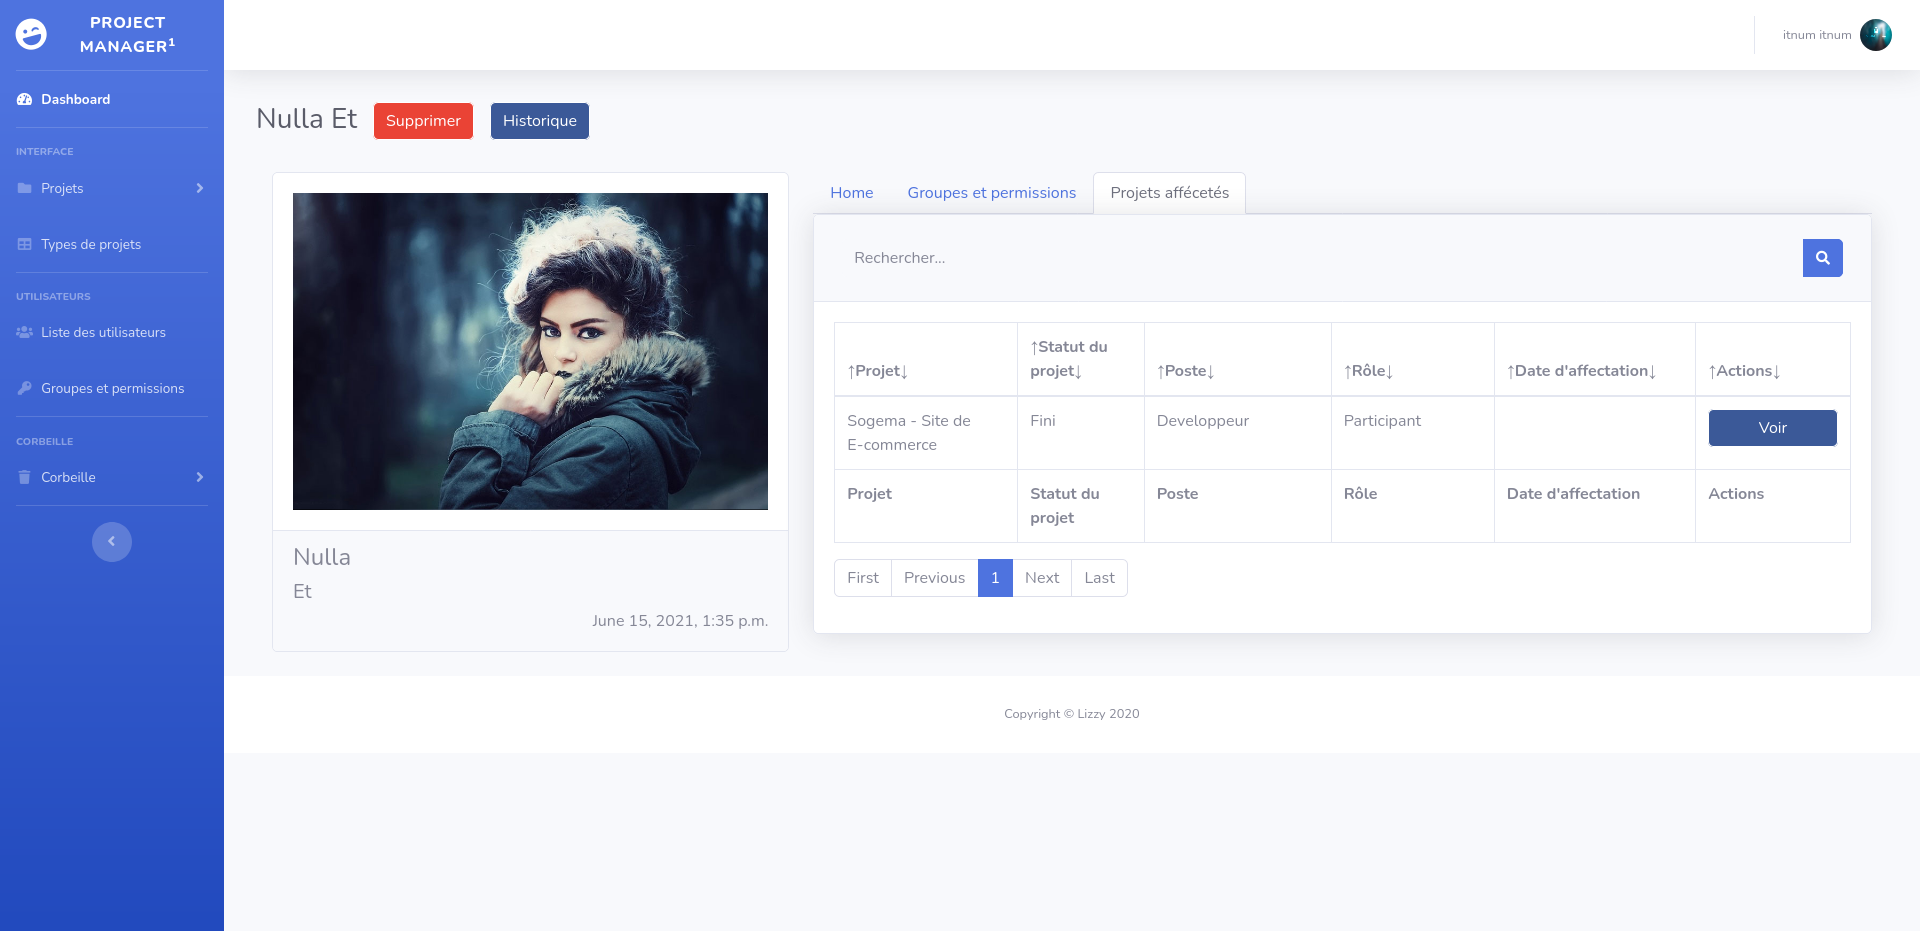 PROJECT
MANAGER¹
Dashboard
INTERFACE
Projets
Types de projets
UTILISATEURS
Liste des utilisateurs
Groupes et permissions
CORBEILLE
Corbeille
itnum itnum
Nulla Et
Supprimer
Historique
Nulla
Et
June 15, 2021, 1:35 p.m.
Home
Groupes et permissions
Projets affécetés
Rechercher...
↑Projet↓
↑Statut du
projet↓
↑Poste↓
↑Rôle↓
↑Date d'affectation↓
↑Actions↓
Sogema - Site de
E-commerce
Fini
Developpeur
Participant
Voir
Projet
Statut du
projet
Poste
Rôle
Date d'affectation
Actions
First Previous 1 Next Last
Copyright © Lizzy 2020